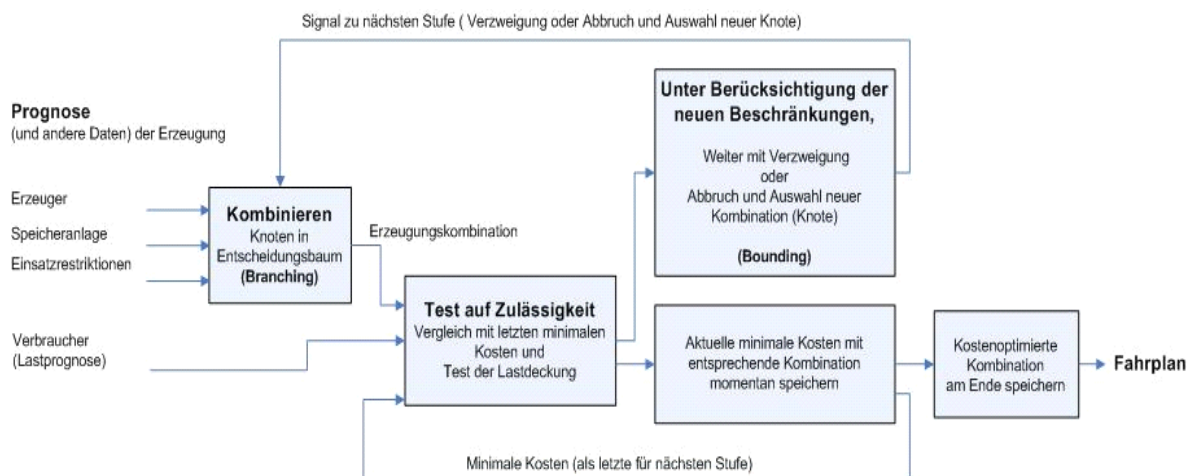 Signal zu nächsten Stufe ( Verzweigung oder Abbruch und Auswahl neuer Knote)
Prognose
(und andere Daten) der Erzeugung
Erzeuger
Speicheranlage
Einsatzrestriktionen
Verbraucher
(Lastprognose)
Kombinieren
Knoten in
Entscheidungsbaum
(Branching)
Erzeugungskombination
Test auf Zulässigkeit
Vergleich mit letzten minimalen
Kosten und
Test der Lastdeckung
Unter Berücksichtigung der
neuen Beschränkungen,
Weiter mit Verzweigung
oder
Abbruch und Auswahl neuer
Kombination (Knote)
(Bounding)
Aktuelle minimale Kosten mit
entsprechende Kombination
momentan speichern
Kostenoptimierte
Kombination
am Ende speichern
Fahrplan
Minimale Kosten (als letzte für nächsten Stufe)